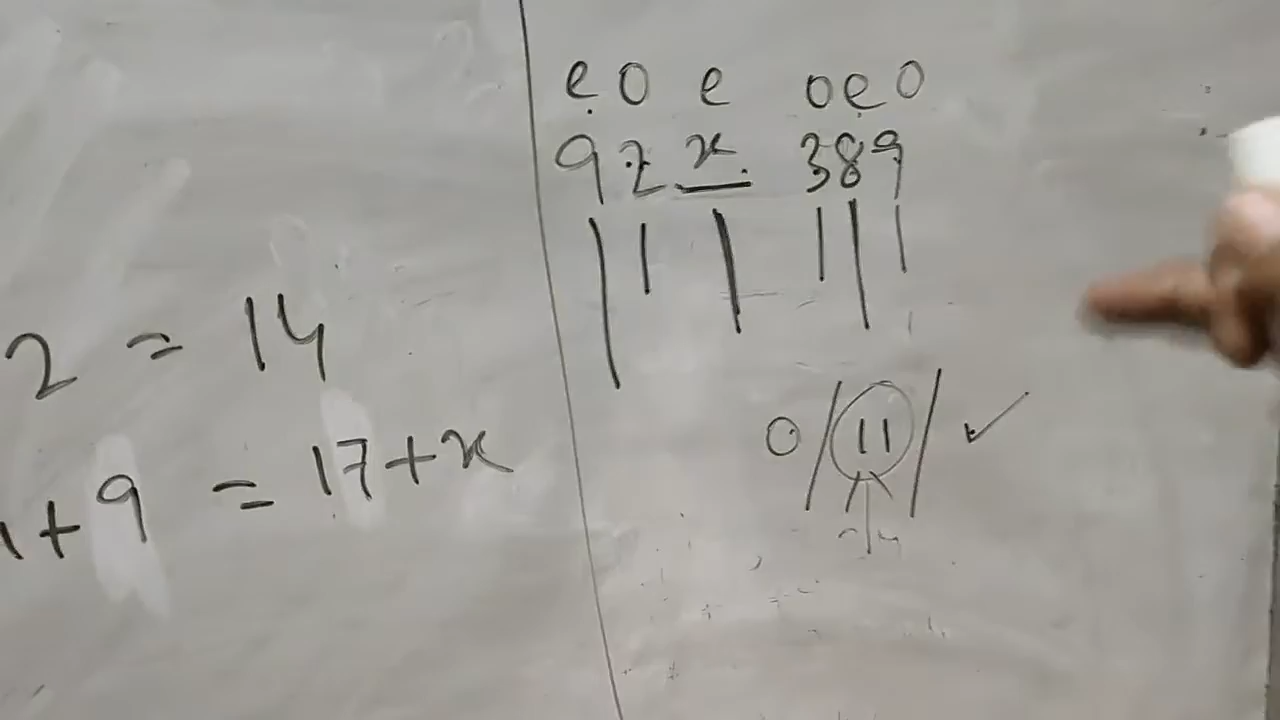 e o e o e o
9 2 x 3 8 9
2 = 14
+ 9 = 17 + x
0 / 11 / ✓